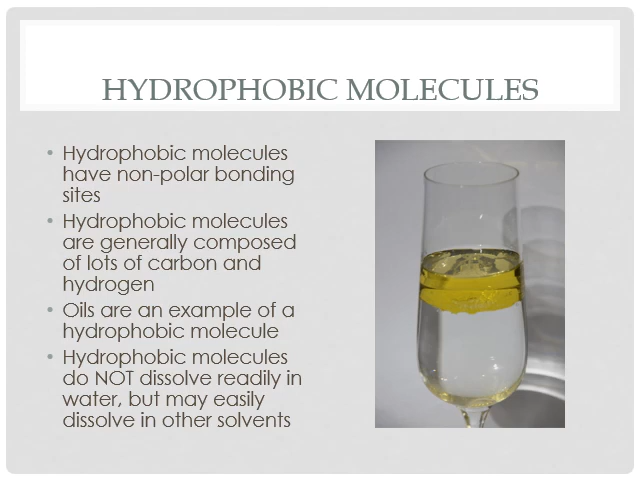 HYDROPHOBIC MOLECULES
• Hydrophobic molecules
have non-polar bonding
sites
• Hydrophobic molecules
are generally composed
of lots of carbon and
hydrogen
• Oils are an example of a
hydrophobic molecule
• Hydrophobic molecules
do NOT dissolve readily in
water, but may easily
dissolve in other solvents